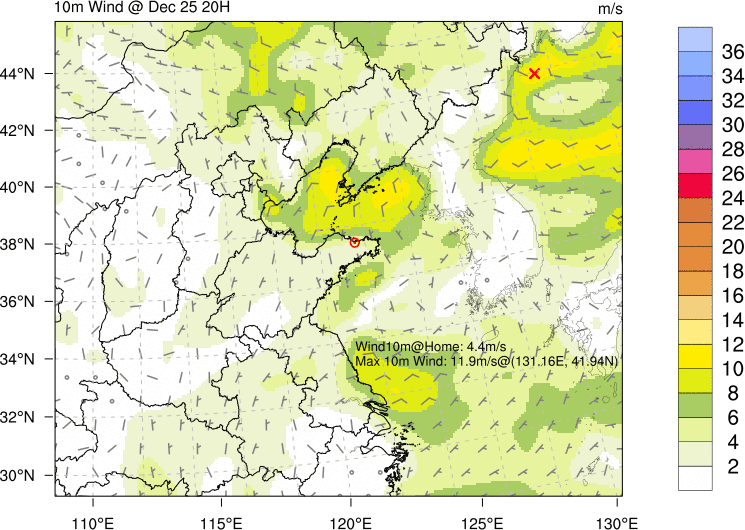 10m Wind @ Dec 25 20H
m/s
44°N
42°N
40°N
38°N
36°N
34°N
32°N
30°N
110°E
115°E
120°E
125°E
130°E
Wind10m@Home: 4.4m/s
Max 10m Wind: 11.9m/s@(131.16E, 41.94N)
36
34
32
30
28
26
24
22
20
18
16
14
12
10
8
6
4
2